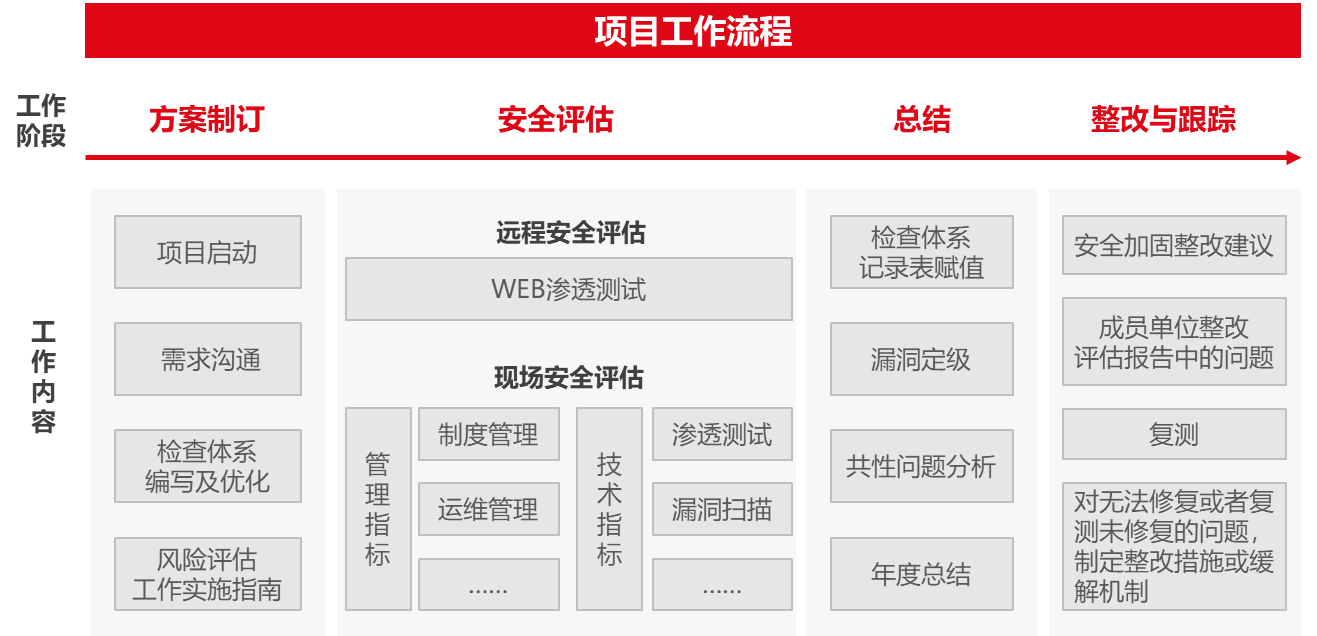 项目工作流程
工作
阶段
方案制订
安全评估
总结
整改与跟踪
工
作
内
容
项目启动
需求沟通
检查体系
编写及优化
风险评估
工作实施指南
远程安全评估
WEB渗透测试
现场安全评估
管
理
指
标
制度管理
运维管理
……
技
术
指
标
渗透测试
漏洞扫描
……
检查体系
记录表赋值
漏洞定级
共性问题分析
年度总结
安全加固整改建议
成员单位整改
评估报告中的问题
复测
对无法修复或者复
测未修复的问题，
制定整改措施或缓
解机制